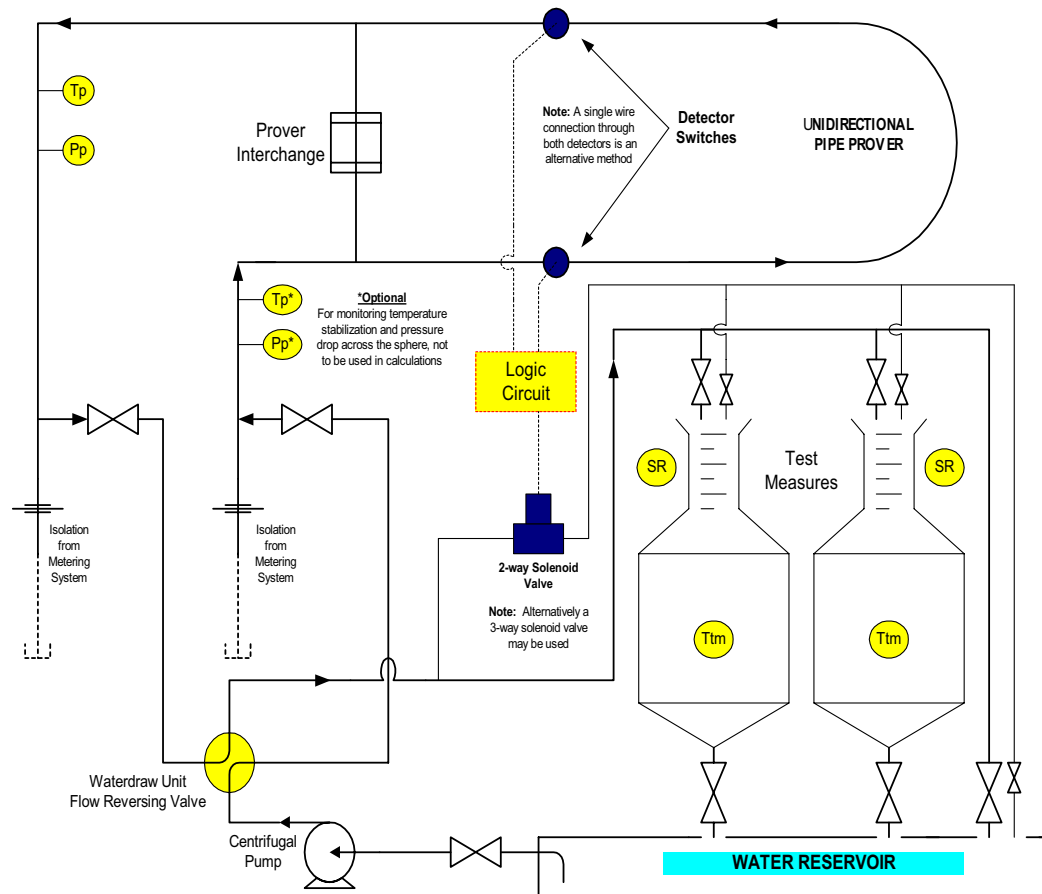 Tp
Pp
Prover
Interchange
Note: A single wire
connection through
both detectors is an
alternative method
Detector
Switches
UNIDIRECTIONAL
PIPE PROVER
Tp*
Pp*
*Optional
For monitoring temperature
stabilization and pressure
drop across the sphere, not
to be used in calculations
Logic
Circuit
SR
Test
Measures
SR
Isolation
from
Metering
System
Isolation
from
Metering
System
2-way Solenoid
Valve
Note: Alternatively a
3-way solenoid valve
may be used
Ttm
Ttm
Waterdraw Unit
Flow Reversing Valve
Centrifugal
Pump
WATER RESERVOIR